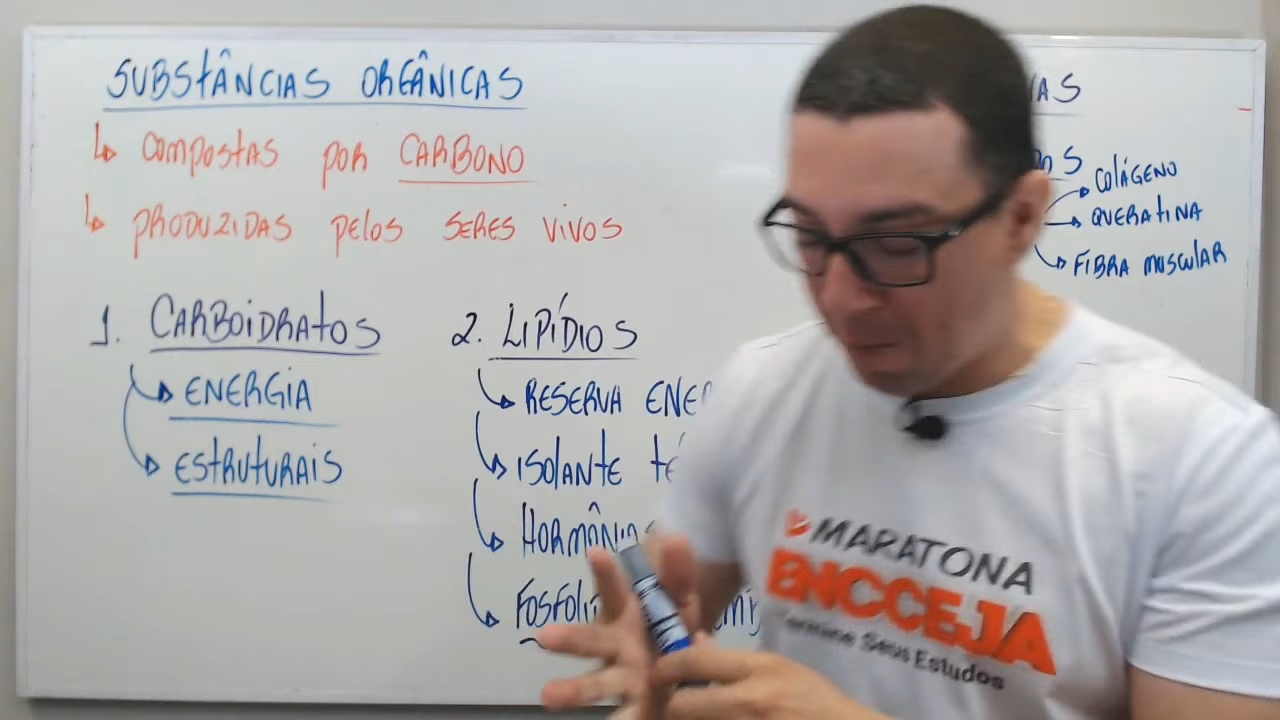 SUBSTÂNCIAS ORGÂNICAS
COMPOSTAS POR CARBONO
PRODUZIDAS PELOS SERES VIVOS
1. CARBOIDRATOS
ENERGIA
ESTRUTURAIS
2. LIPÍDIOS
RESERVA
ISOLANTE
COLÁGENO
QUERATINA
FIBRA MUSCULAR
MARATONA
ENCCEJA
Termine Seus Estudos